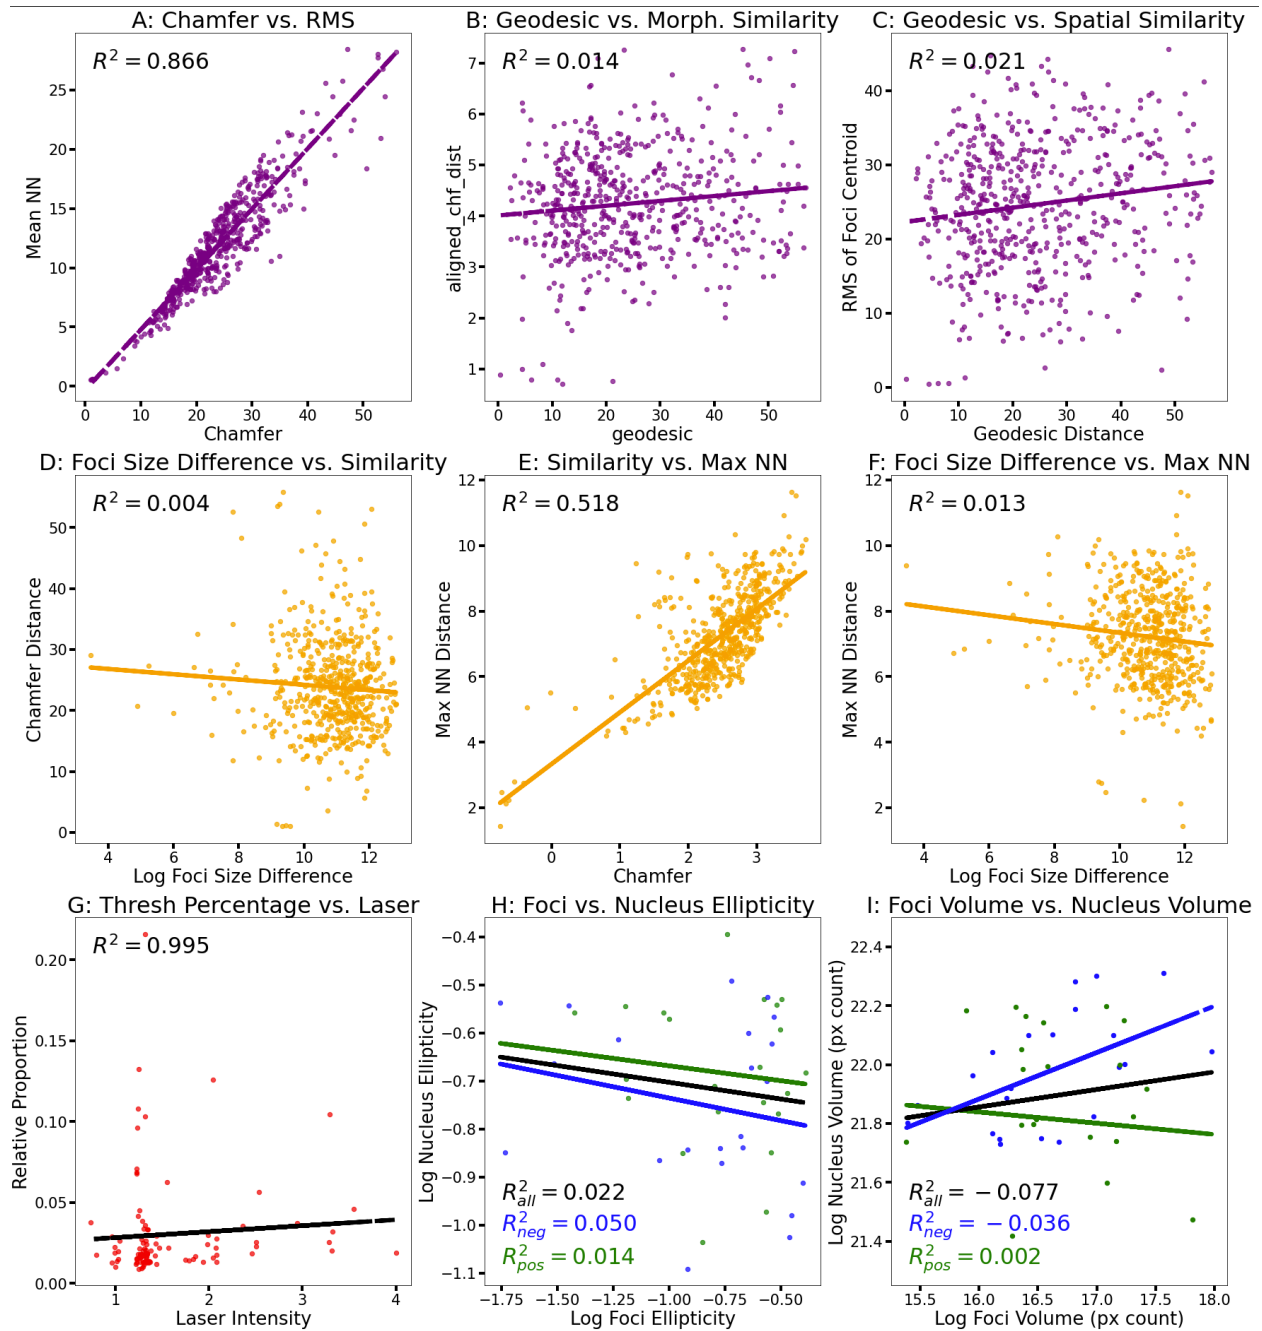 A: Chamfer vs. RMS
R² = 0.866
Mean NN
25
20
15
10
5
0
0 10 20 30 40 50
Chamfer
B: Geodesic vs. Morph. Similarity
R² = 0.014
aligned_chf_dist
7
6
5
4
3
2
1
0 10 20 30 40 50
geodesic
C: Geodesic vs. Spatial Similarity
R² = 0.021
RMS of Foci Centroid
40
30
20
10
0
0 10 20 30 40 50
Geodesic Distance
D: Foci Size Difference vs. Similarity
R² = 0.004
Chamfer Distance
50
40
30
20
10
0
4 6 8 10 12
Log Foci Size Difference
E: Similarity vs. Max NN
R² = 0.518
Max NN Distance
12
10
8
6
4
2
0 1 2 3
Chamfer
F: Foci Size Difference vs. Max NN
R² = 0.013
Max NN Distance
12
10
8
6
4
2
4 6 8 10 12
Log Foci Size Difference
G: Thresh Percentage vs. Laser
R² = 0.995
Relative Proportion
0.20
0.15
0.10
0.05
0.00
1 2 3 4
Laser Intensity
H: Foci vs. Nucleus Ellipticity
Log Nucleus Ellipticity
−0.4
−0.5
−0.6
−0.7
−0.8
−0.9
−1.0
−1.1
R²all = 0.022
R²neg = 0.050
R²pos = 0.014
−1.75 −1.50 −1.25 −1.00 −0.75 −0.50
Log Foci Ellipticity
I: Foci Volume vs. Nucleus Volume
Log Nucleus Volume (px count)
22.4
22.2
22.0
21.8
21.6
21.4
R²all = −0.077
R²neg = −0.036
R²pos = 0.002
15.5 16.0 16.5 17.0 17.5 18.0
Log Foci Volume (px count)